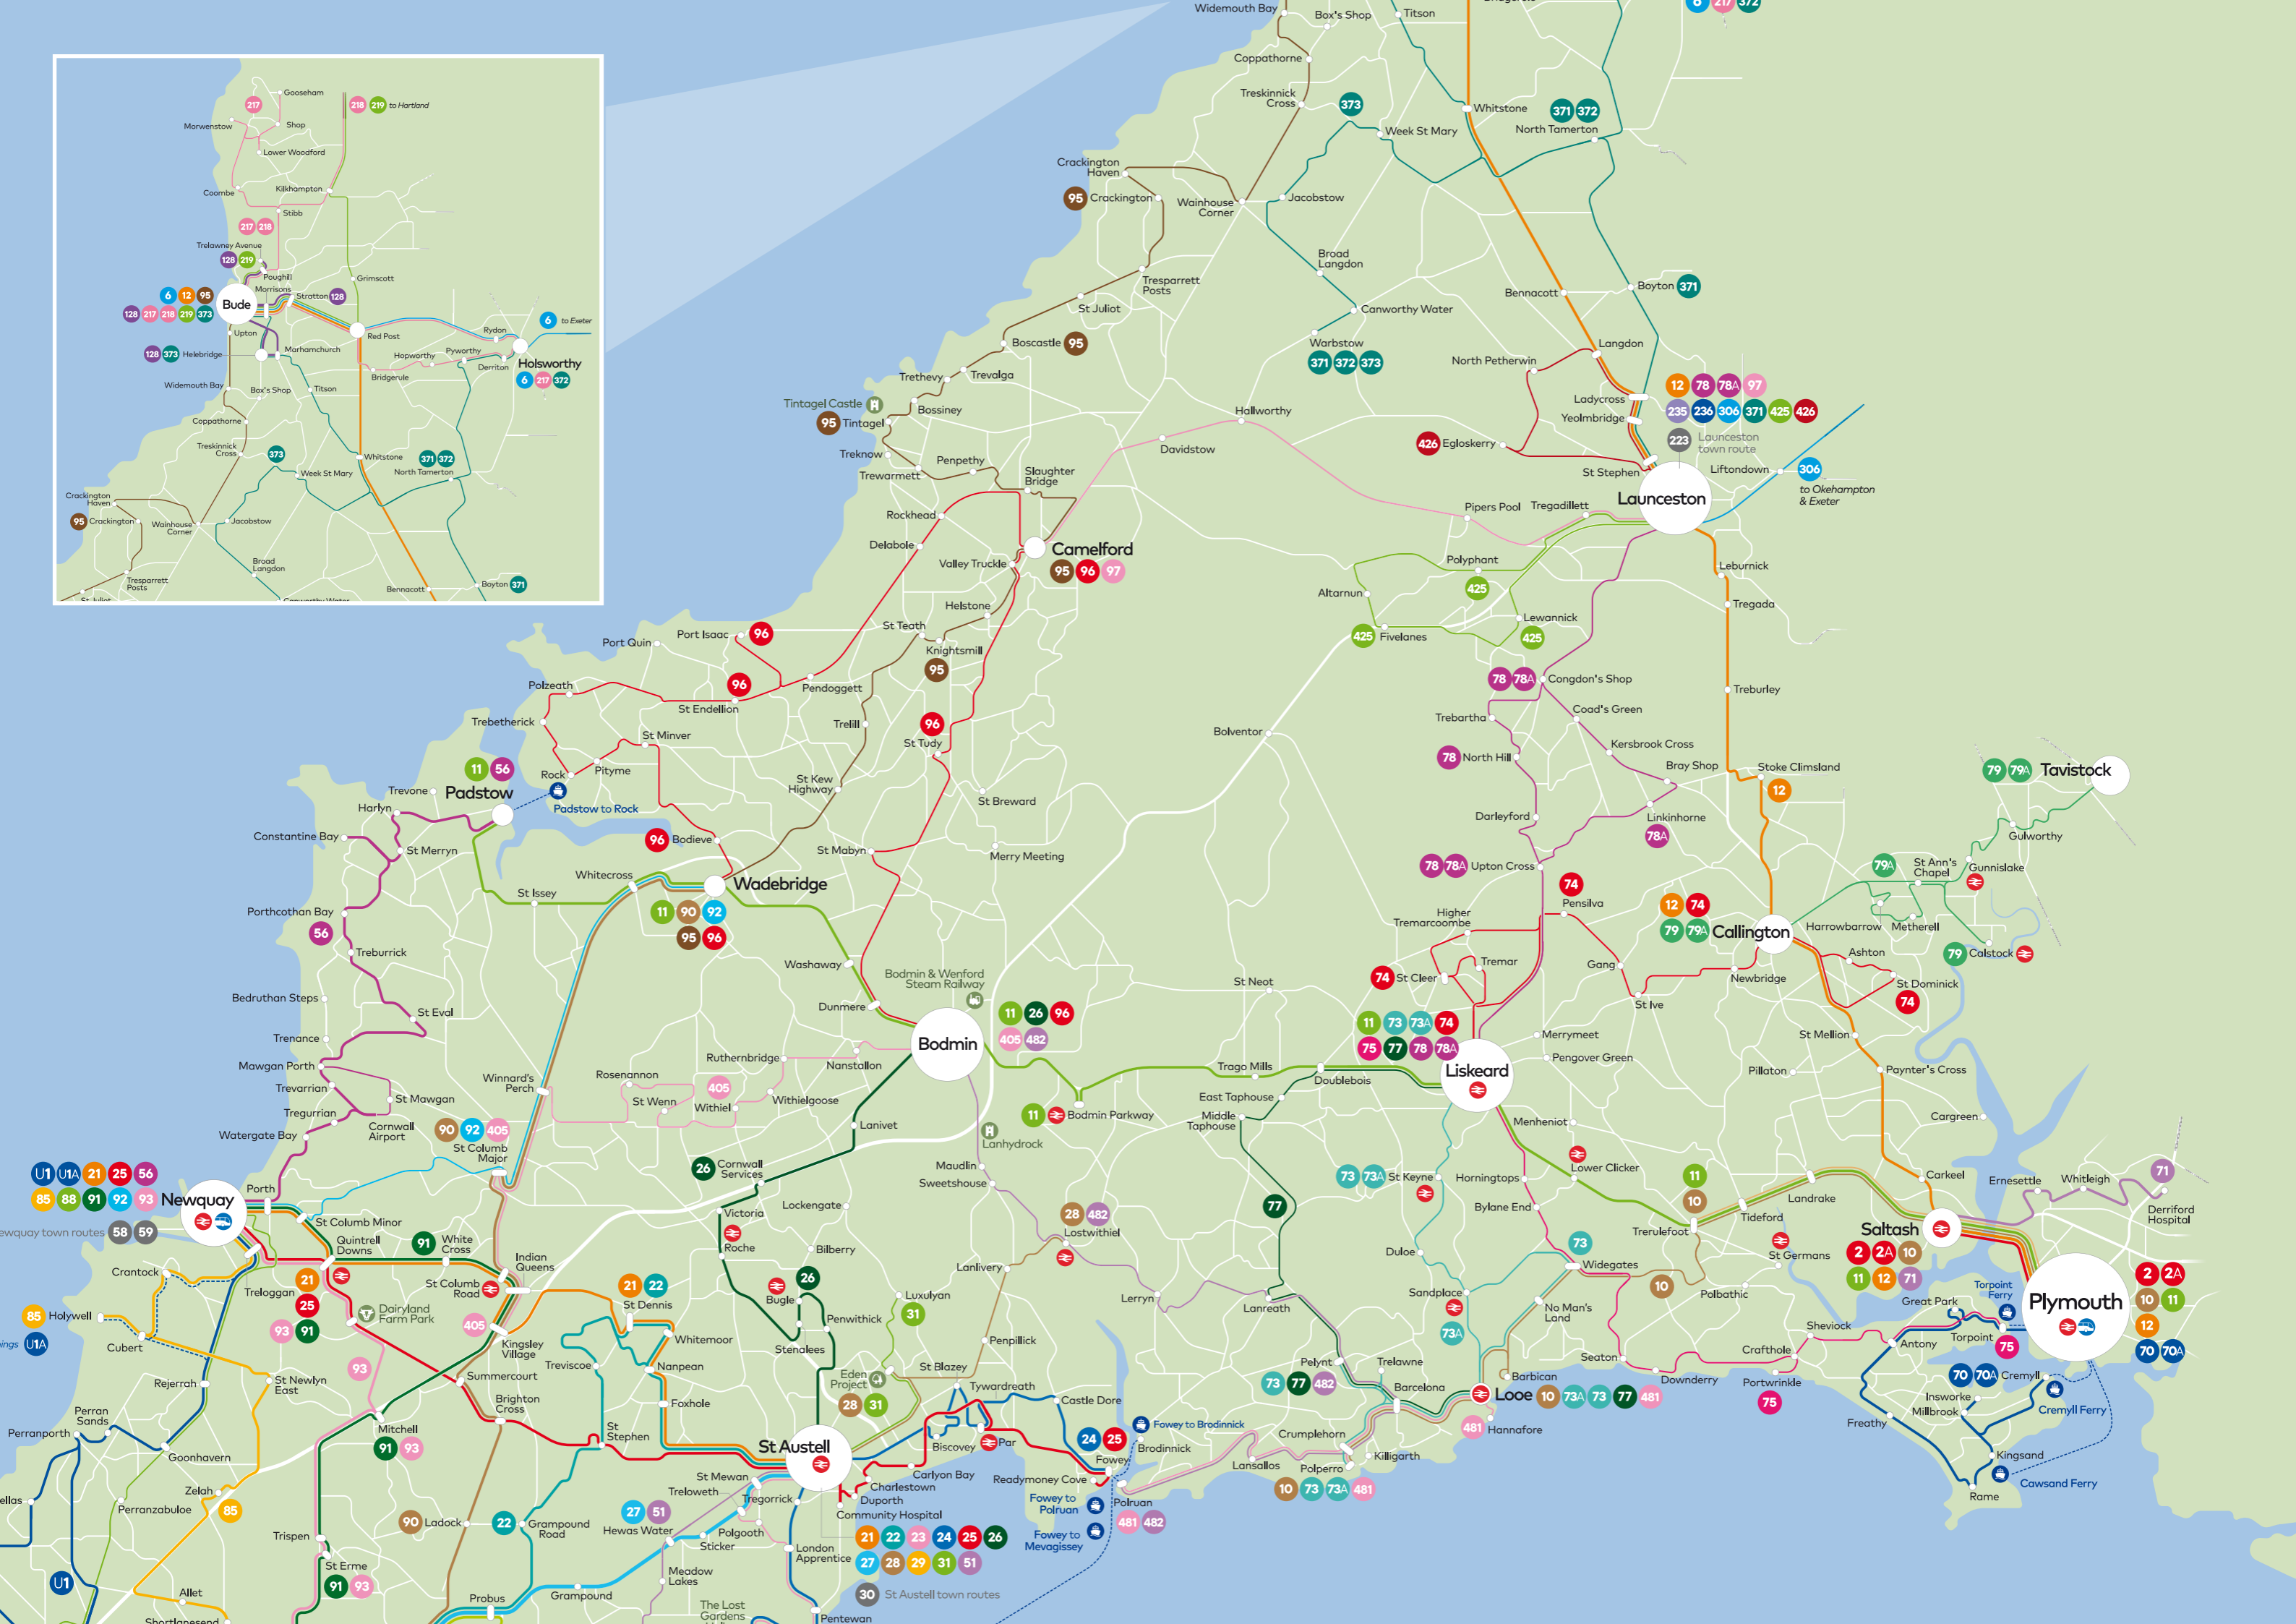 Widemouth Bay
Box's Shop
Titson
6 217 372
Coppathorne
Treskinnick
Cross
373
Whitstone
371 372
North Tamerton
Week St Mary
Crackington
Haven
95 Crackington
Wainhouse
Corner
Jacobstow
Broad
Langdon
Tresparrett
Posts
Bennacott
Boyton 371
St Juliot
Canworthy Water
Boscastle 95
Warbstow
371 372 373
Langdon
North Petherwin
Trethevy
Trevalga
12 78 78A 97
235 236 306 371 425 426
223 Launceston
town route
Ladycross
Yeolmbridge
Tintagel Castle
Bossiney
95 Tintagel
Hallworthy
Davidstow
426 Egloskerry
Treknow
Penpethy
Trewarmett
Slaughter
Bridge
St Stephen
Liftondown 306
to Okehampton
& Exeter
Launceston
Rockhead
Pipers Pool
Tregadillett
Delabole
Camelford
95 96 97
Valley Truckle
Polyphant
425
Leburnick
Altarnun
Tregada
Helstone
Lewannick
425
425 Fivelanes
St Teath
Knightsmill
95
Gooseham
217
218 219 to Hartland
Morwenstow
Shop
Lower Woodford
Coombe
Kilkhampton
Stibb
217 218
Trelawney Avenue
128 219
Poughill
Grimscott
Morrisons
6 12 95
Bude
Stratton 128
128 217 218 219 373
6 to Exeter
Upton
Red Post
Rydon
128 373 Helebridge
Marhamchurch
Hopworthy
Pyworthy
Holsworthy
6 217 372
Derriton
Bridgerule
Widemouth Bay
Box's Shop
Titson
Coppathorne
Treskinnick
Cross
373
Whitstone
371 372
North Tamerton
Week St Mary
Crackington
Haven
95 Crackington
Wainhouse
Corner
Jacobstow
Broad
Langdon
Tresparrett
Posts
Bennacott
Boyton 371
Port Quin
Port Isaac 96
Polzeath
96
St Endellion
Pendoggett
78 78A Congdon's Shop
Treburley
Trebartha
Coad's Green
Trebetherick
St Minver
Trelill
96
St Tudy
Bolventor
78 North Hill
Kersbrook Cross
Bray Shop
Stoke Climsland
12
79 79A Tavistock
Rock
Pityme
11 56
Padstow
Padstow to Rock
Trevone
Harlyn
St Kew
Highway
St Breward
Darleyford
Linkinhorne
78A
Gulworthy
Constantine Bay
St Merryn
96 Bodieve
St Mabyn
Merry Meeting
78 78A Upton Cross
79A
St Ann's
Chapel
Gunnislake
Whitecross
Wadebridge
11 90 92
95 96
St Issey
74
Pensilva
12 74
79 79A Callington
Harrowbarrow
Metherell
Porthcothan Bay
56
Higher
Tremarcoombe
Treburrick
Washaway
Bodmin & Wenford
Steam Railway
74 St Cleer
Tremar
Gang
Newbridge
Ashton
79 Calstock
St Ive
St Dominick
74
St Neot
Bedruthan Steps
St Eval
Dunmere
Bodmin
11 26 96
405 482
11 73 73A 74
75 77 78 78A
Liskeard
Merrymeet
Pengover Green
St Mellion
Trenance
Mawgan Porth
Trevarrian
St Mawgan
Winnard's
Perch
Rosenannon
405
Ruthernbridge
Nanstallon
Trago Mills
Doublebois
Pillaton
Paynter's Cross
Tregurrian
Cornwall
Airport
St Wenn
Withiel
Withielgoose
11 Bodmin Parkway
East Taphouse
Middle
Taphouse
Menheniot
Cargreen
Watergate Bay
90 92 405
St Columb
Major
Lanivet
Lanhydrock
Lower Clicker
U1 U1A 21 25 56
85 88 91 92 93
Newquay
Porth
26 Cornwall
Services
Maudlin
Sweetshouse
73 73A St Keyne
Horningtops
11
10
Landrake
Carkeel
Ernesettle
Whitleigh
71
Derriford
Hospital
St Columb Minor
Victoria
Lockengate
28 482
Lostwithiel
77
Bylane End
Tideford
Trerulefoot
Saltash
2 2A 10
11 12 71
ewquay town routes 58 59
Quintrell
Downs
91
White
Cross
Roche
Bilberry
Duloe
73
St Germans
Crantock
Indian
Queens
Widegates
10
Treloggan
21
25
93 91
St Columb
Road
21 22
St Dennis
Bugle 26
Lanlivery
Luxulyan
31
Lerryn
Lanreath
Sandplace
73A
No Man's
Land
Polbathic
Great Park
Torpoint
Ferry
Plymouth
2 2A
10 11
12
70 70A
85 Holywell
Dairyland
Farm Park
405
Penwithick
Sheviock
Torpoint
75
ings U1A
Cubert
Kingsley
Village
Whitemoor
Stenalees
Penpillick
Antony
93
Treviscoe
Nanpean
St Blazey
Pelynt
Trelawne
Seaton
Crafthole
Rejerrah
St Newlyn
East
Summercourt
Eden
Project
28 31
Tywardreath
73 77 482
Barcelona
Barbican
Downderry
Portwrinkle
75
70 70A Cremyll
Cremyll Ferry
Brighton
Cross
Foxhole
Castle Dore
Looe 10 73A 73 77 481
Insworke
Millbrook
Perran
Sands
Perranporth
Mitchell
91 93
St
Stephen
St Austell
Biscovey
Par
24 25
Fowey
Fowey to Brodinnick
Brodinnick
481 Hannafore
Freathy
Crumplehorn
Goonhavern
Lansallos
Polperro
Killigarth
Kingsand
Carlyon Bay
Readymoney Cove
St Mewan
Treloweth
Charlestown
Duporth
Community Hospital
Fowey to
Polruan
Polruan
481 482
10 73 73A 481
Cawsand Ferry
Rame
ellas
Zelah
85
Perranzabuloe
Tregorrick
27 51
Hewas Water
Polgooth
Sticker
Fowey to
Mevagissey
90 Ladock
22 Grampound
Road
21 22 23 24 25 26
27 28 29 31 51
Trispen
London
Apprentice
St Erme
91 93
U1
Meadow
Lakes
30 St Austell town routes
Allet
Grampound
Probus
The Lost
Gardens
Pentewan
Shortlanesend